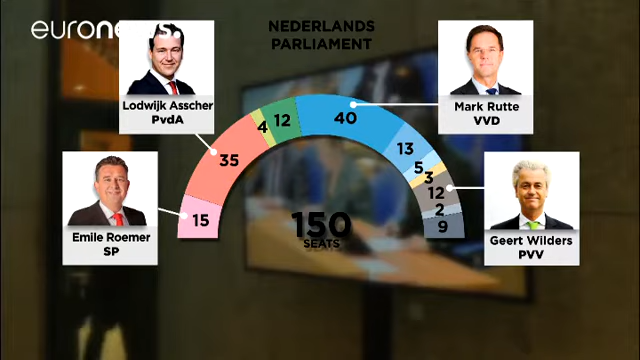 euronews.
NEDERLANDS
PARLIAMENT
Lodwijk Asscher
PvdA
Mark Rutte
VVD
4
12
40
35
13
5
3
12
2
9
15
150
SEATS
Emile Roemer
SP
Geert Wilders
PVV